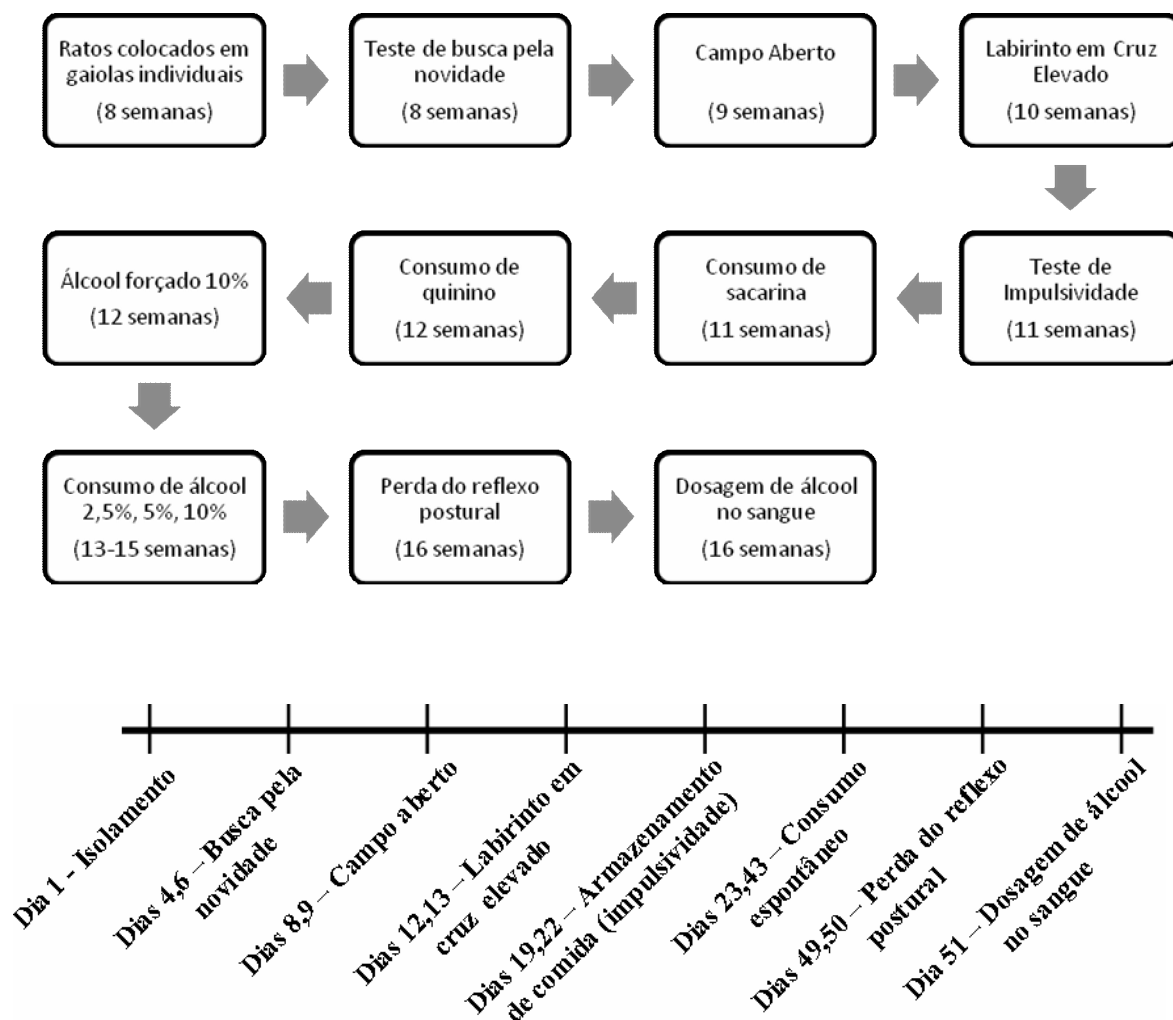 Ratos colocados em
gaiolas individuais
(8 semanas)
Teste de busca pela
novidade
(8 semanas)
Campo Aberto
(9 semanas)
Labirinto em Cruz
Elevado
(10 semanas)
Teste de
Impulsividade
(11 semanas)
Consumo de
sacarina
(11 semanas)
Consumo de
quinino
(12 semanas)
Álcool forçado 10%
(12 semanas)
Consumo de álcool
2,5%, 5%, 10%
(13-15 semanas)
Perda do reflexo
postural
(16 semanas)
Dosagem de álcool
no sangue
(16 semanas)
Dia 1 - Isolamento
Dias 4,6 – Busca pela
novidade
Dias 8,9 – Campo aberto
Dias 12,13 – Labirinto em
cruz elevado
Dias 19,22 – Armazenamento
de comida (impulsividade)
Dias 23,43 – Consumo
espontâneo
Dias 49,50 – Perda do reflexo
postural
Dia 51 – Dosagem de álcool
no sangue